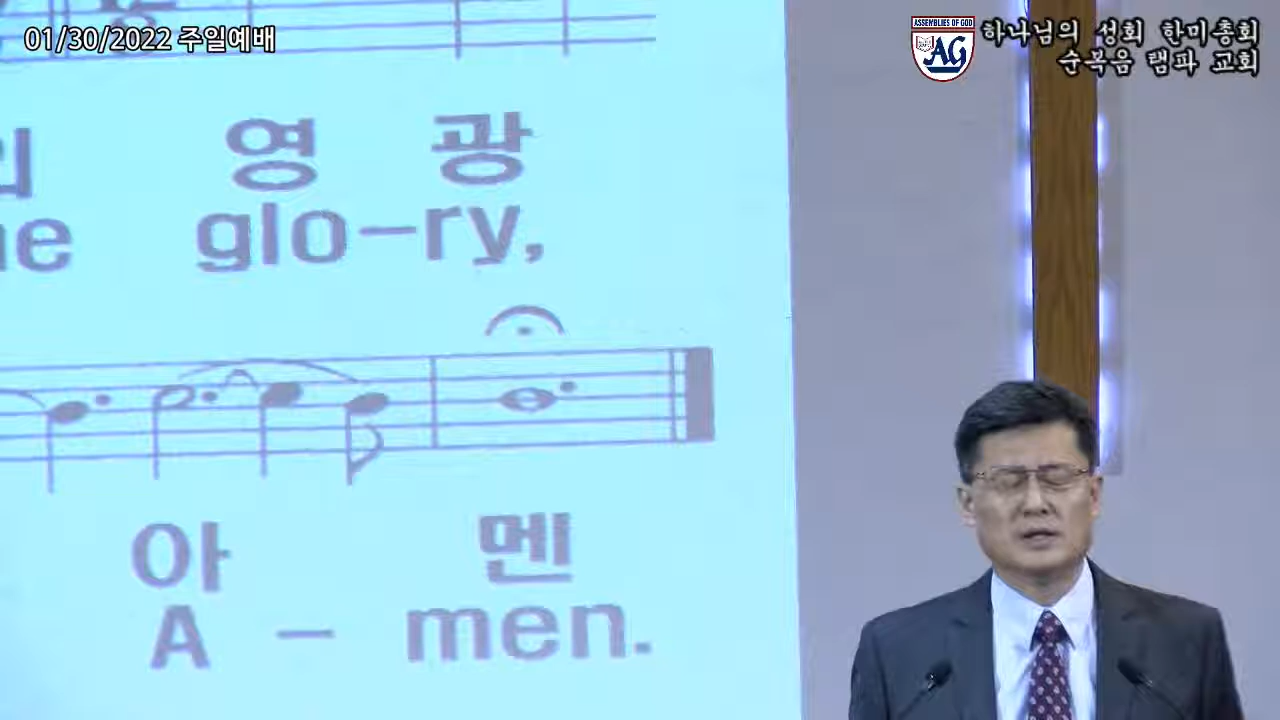 01/30/2022 주일예배
ASSEMBLIES OF GOD
AG
하나님의 성회 한미총회
순복음 탬파 교회
영 광
glo-ry,
아 멘
A - men.